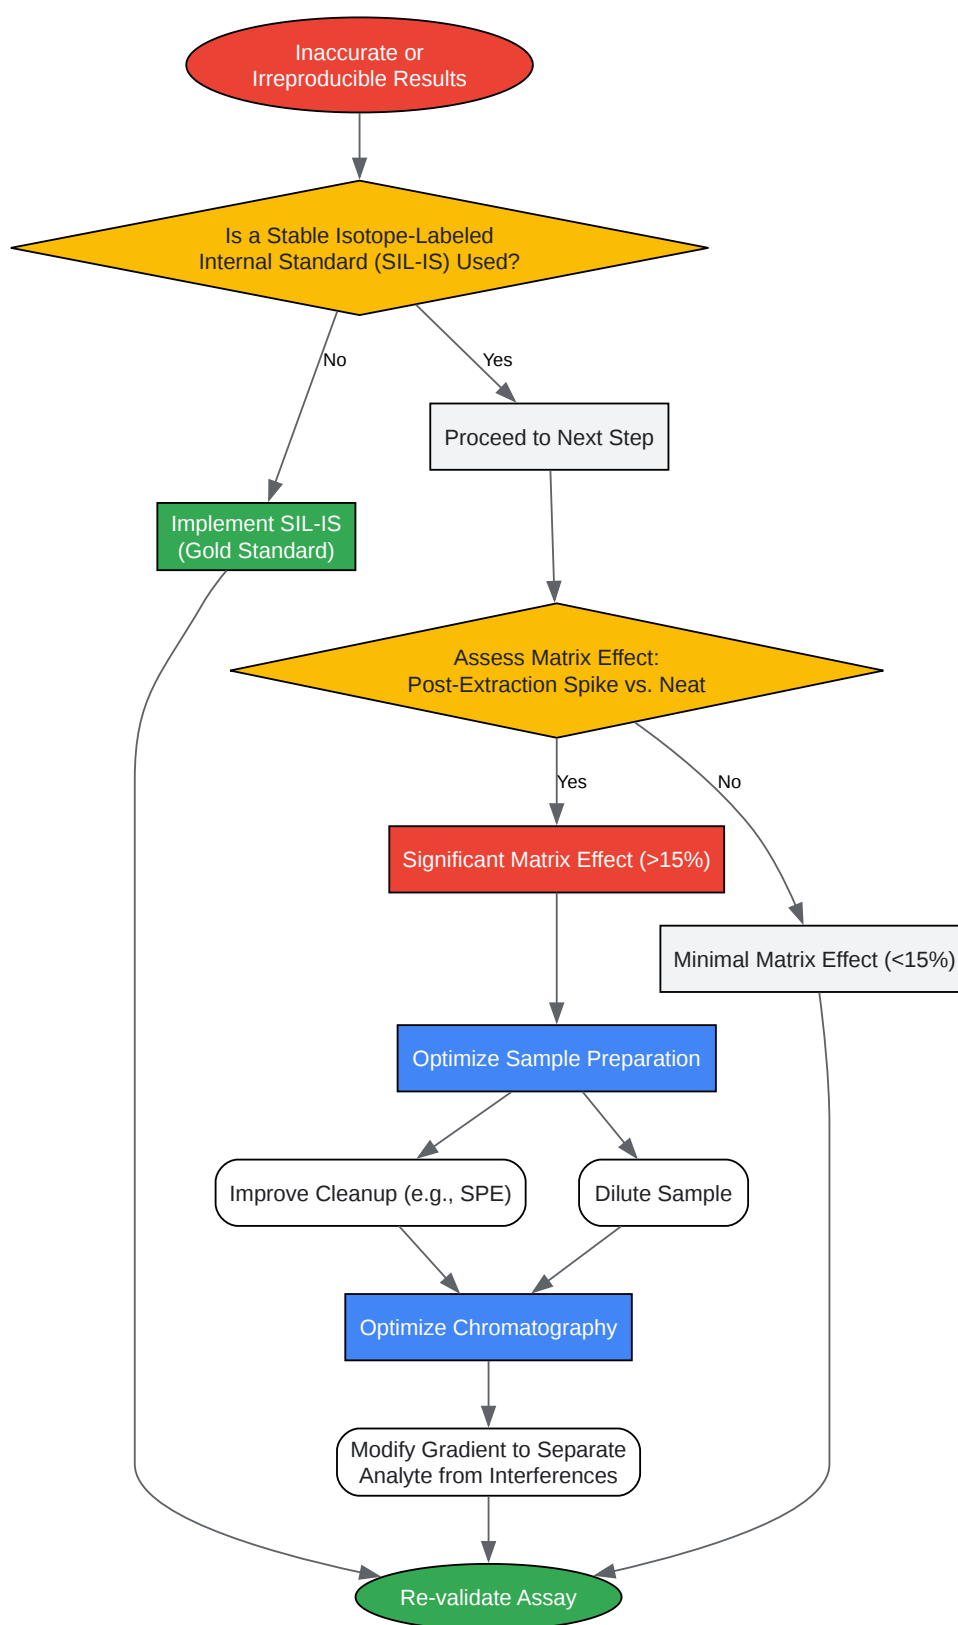 Inaccurate or
Irreproducible Results
Is a Stable Isotope-Labeled
Internal Standard (SIL-IS) Used?
No
Yes
Proceed to Next Step
Implement SIL-IS
(Gold Standard)
Assess Matrix Effect:
Post-Extraction Spike vs. Neat
Yes
No
Significant Matrix Effect (>15%)
Minimal Matrix Effect (<15%)
Optimize Sample Preparation
Improve Cleanup (e.g., SPE)
Dilute Sample
Optimize Chromatography
Modify Gradient to Separate
Analyte from Interferences
Re-validate Assay